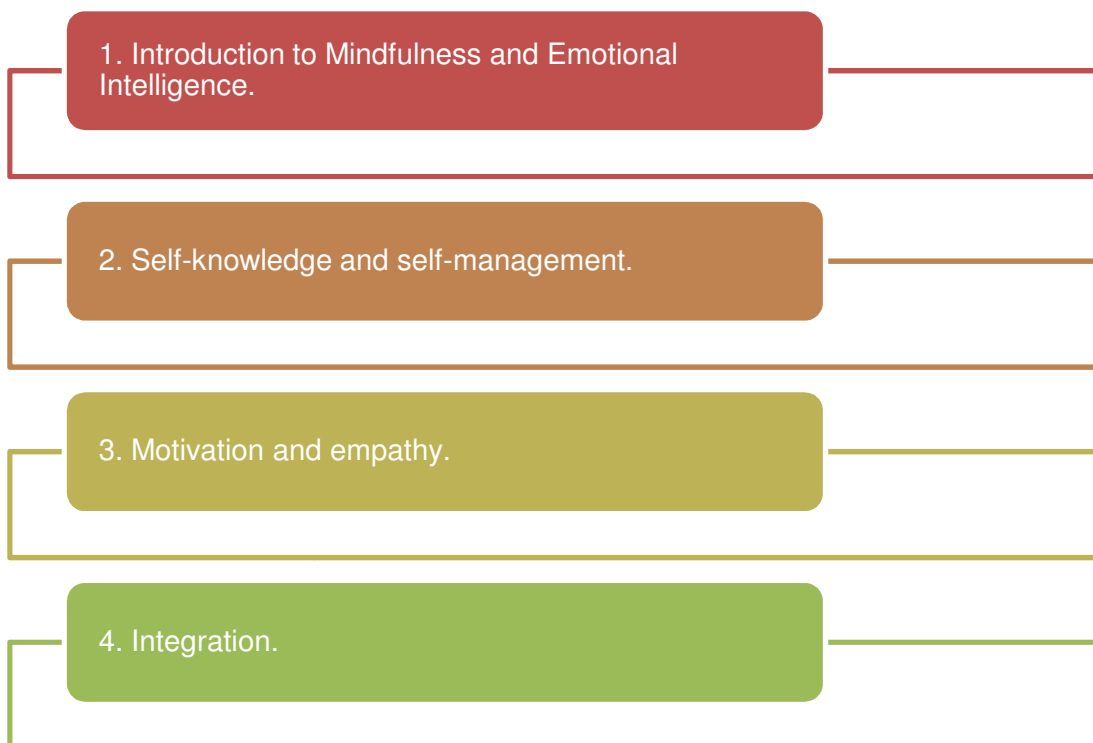 1. Introduction to Mindfulness and Emotional
Intelligence.
2. Self-knowledge and self-management.
3. Motivation and empathy.
4. Integration.